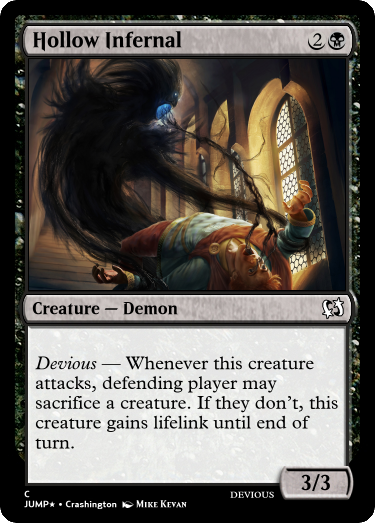 Hollow Infernal 2
Creature — Demon
Devious — Whenever this creature
attacks, defending player may
sacrifice a creature. If they don't, this
creature gains lifelink until end of
turn.
3/3
C
JUMP★ • Crashington Mike Kevan
DEVIOUS